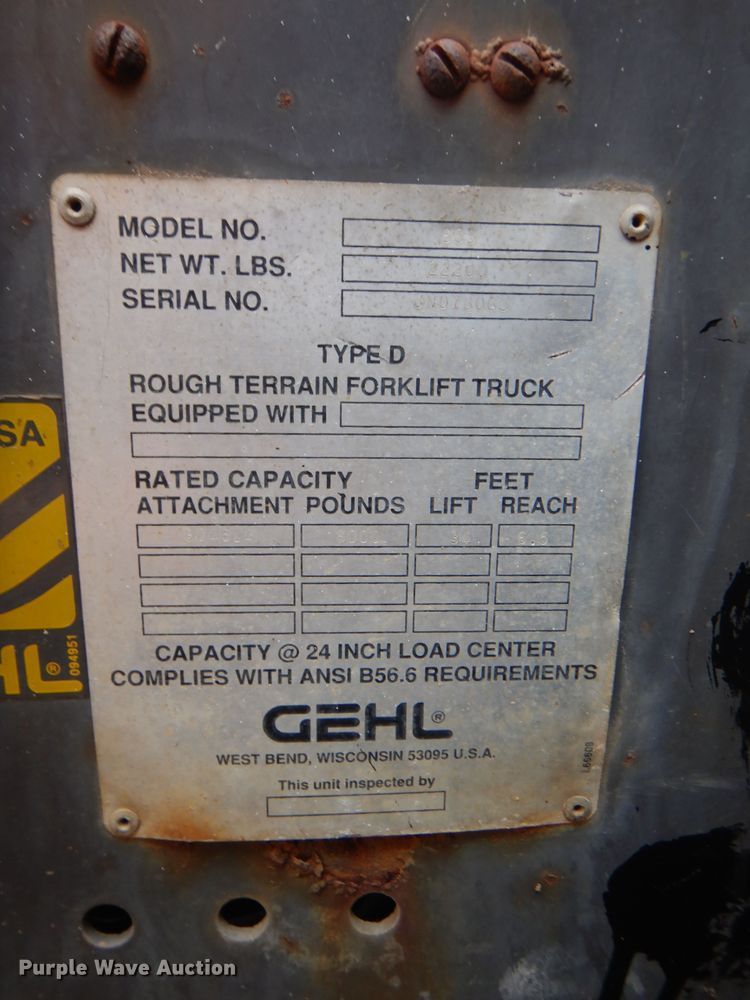 MODEL NO.
NET WT. LBS.
SERIAL NO.
TYPE D
ROUGH TERRAIN FORKLIFT TRUCK
EQUIPPED WITH
RATED CAPACITY FEET
ATTACHMENT POUNDS LIFT REACH
CAPACITY @ 24 INCH LOAD CENTER
COMPLIES WITH ANSI B56.6 REQUIREMENTS
GEHL®
WEST BEND, WISCONSIN 53095 U.S.A.
This unit inspected by
SA
HL®
094951
Purple Wave Auction